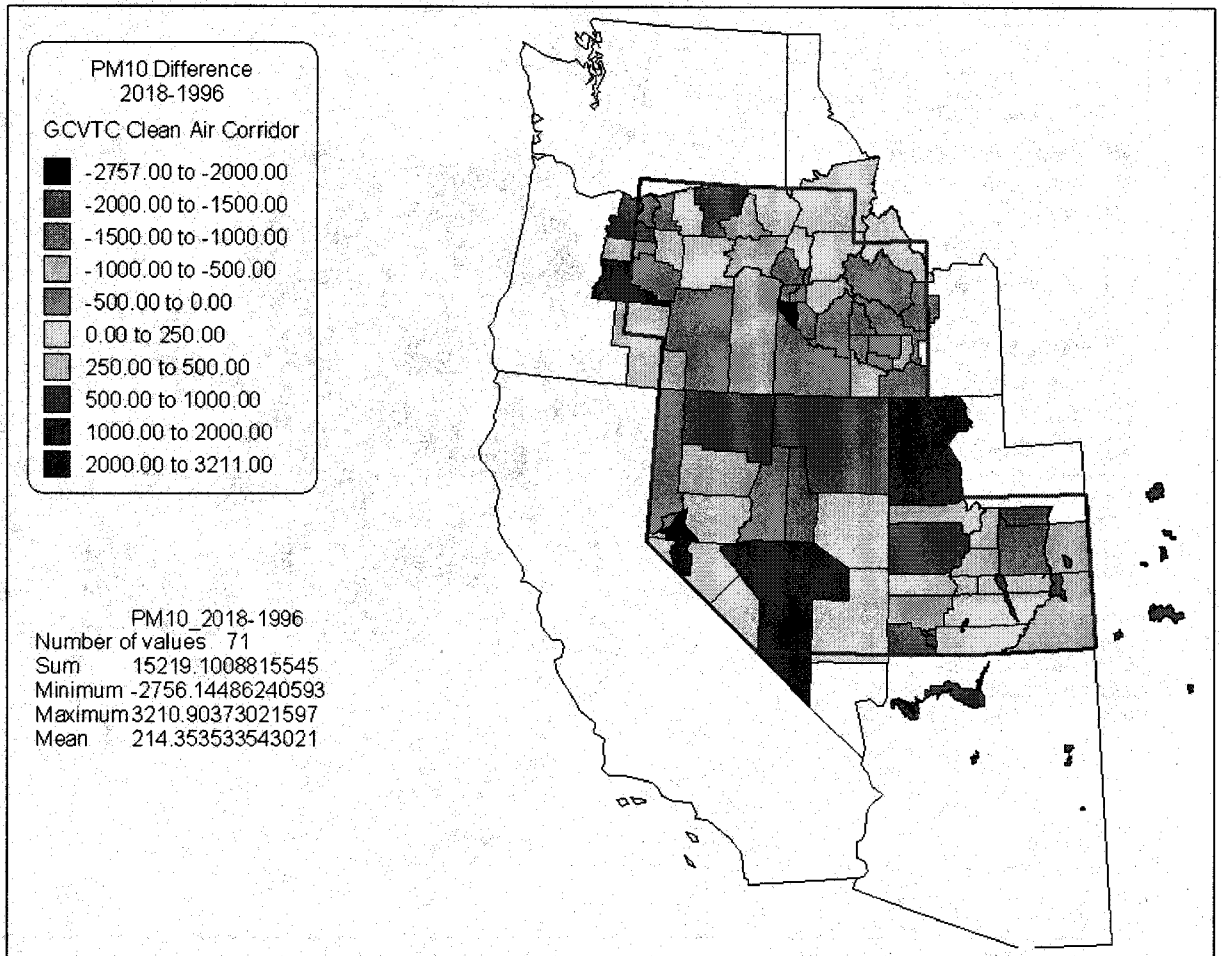 PM10 Difference
2018-1996
GCVTC Clean Air Corridor
-2757.00 to -2000.00
-2000.00 to -1500.00
-1500.00 to -1000.00
-1000.00 to -500.00
-500.00 to 0.00
0.00 to 250.00
250.00 to 500.00
500.00 to 1000.00
1000.00 to 2000.00
2000.00 to 3211.00
PM10_2018-1996
Number of values 71
Sum 15219.1008815545
Minimum -2756.14486240593
Maximum 3210.90373021597
Mean 214.353533543021